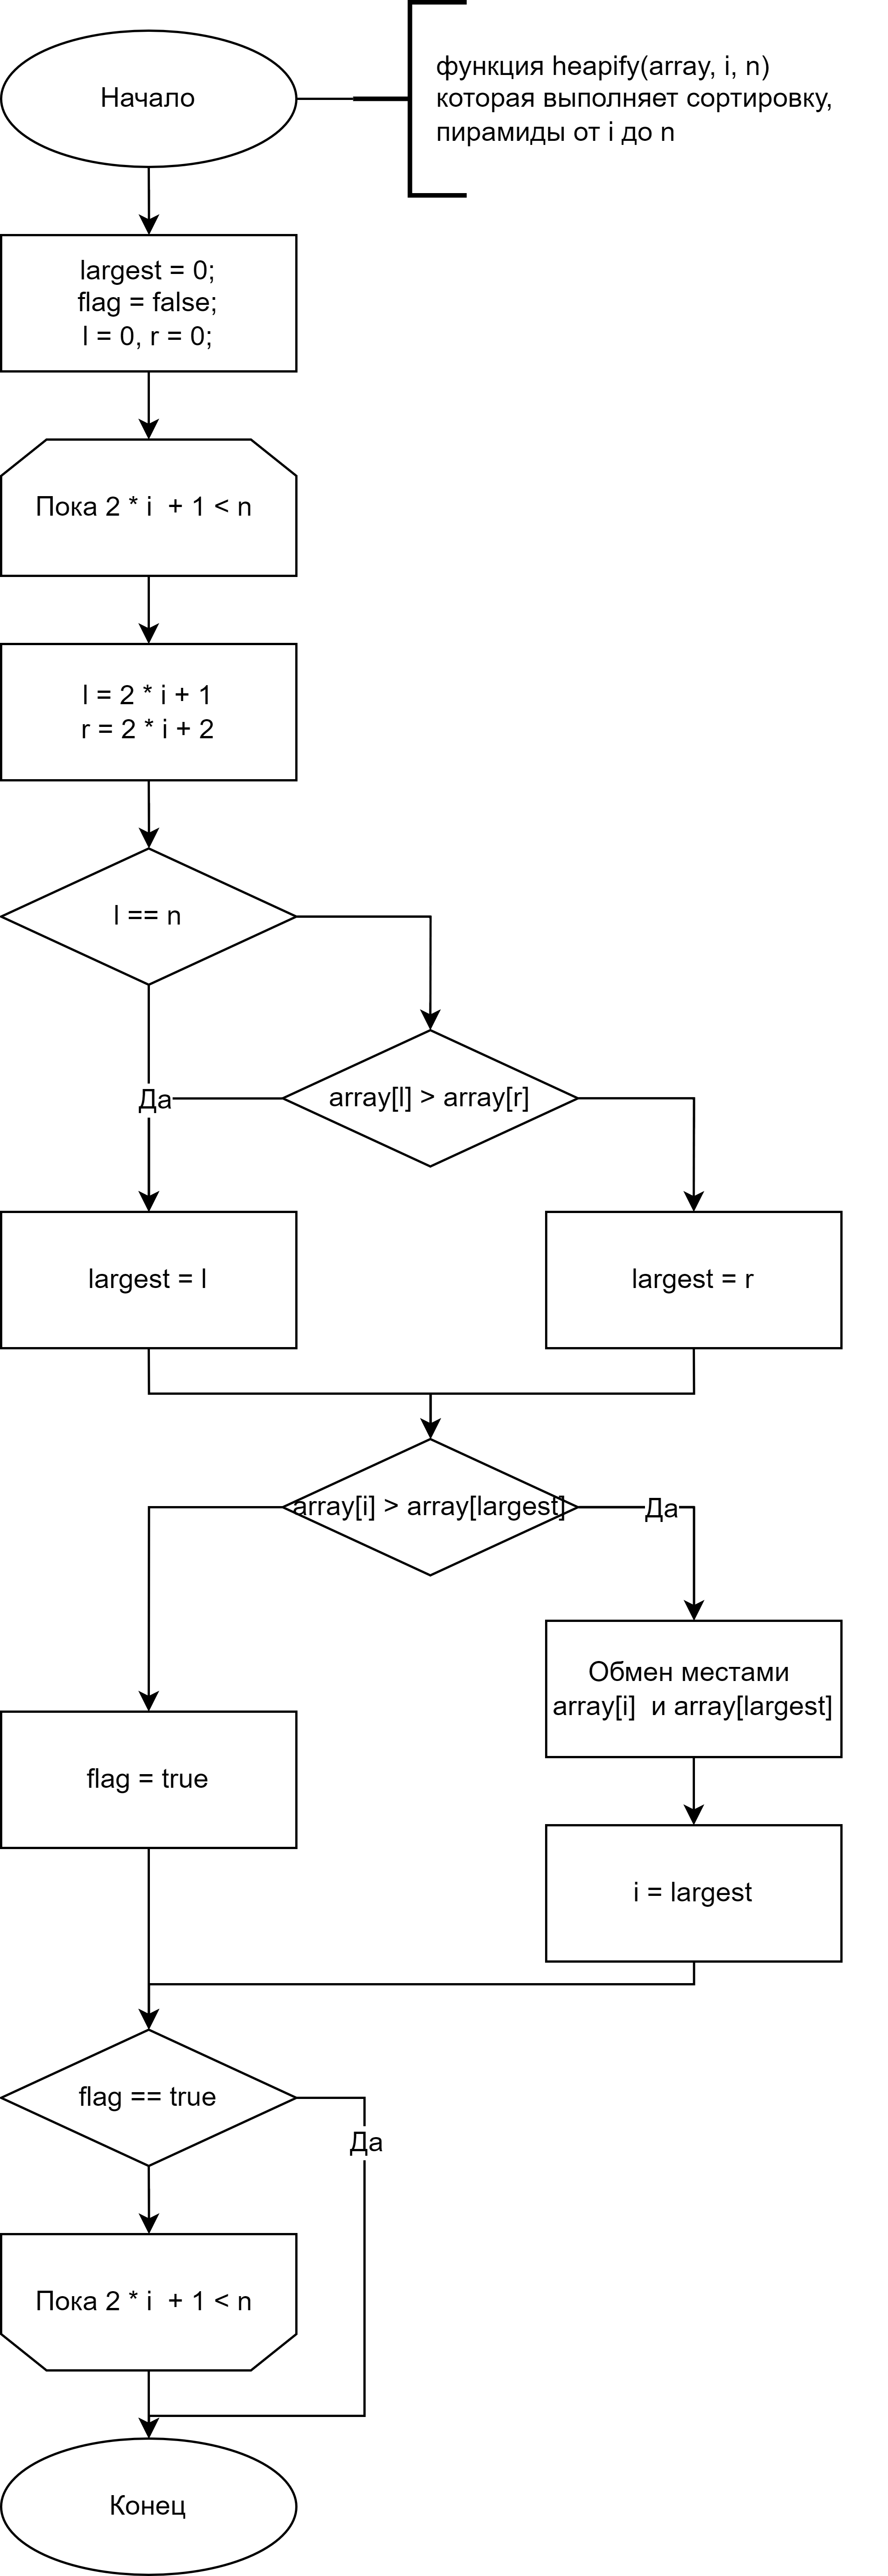 Начало
функция heapify(array, i, n)
которая выполняет сортировку,
пирамиды от i до n
largest = 0;
flag = false;
l = 0, r = 0;
Пока 2 * i  + 1 < n
l = 2 * i + 1
r = 2 * i + 2
l == n
array[l] > array[r]
Да
largest = l
largest = r
array[i] > array[largest]
Да
Обмен местами
array[i]  и array[largest]
flag = true
i = largest
flag == true
Да
Пока 2 * i  + 1 < n
Конец